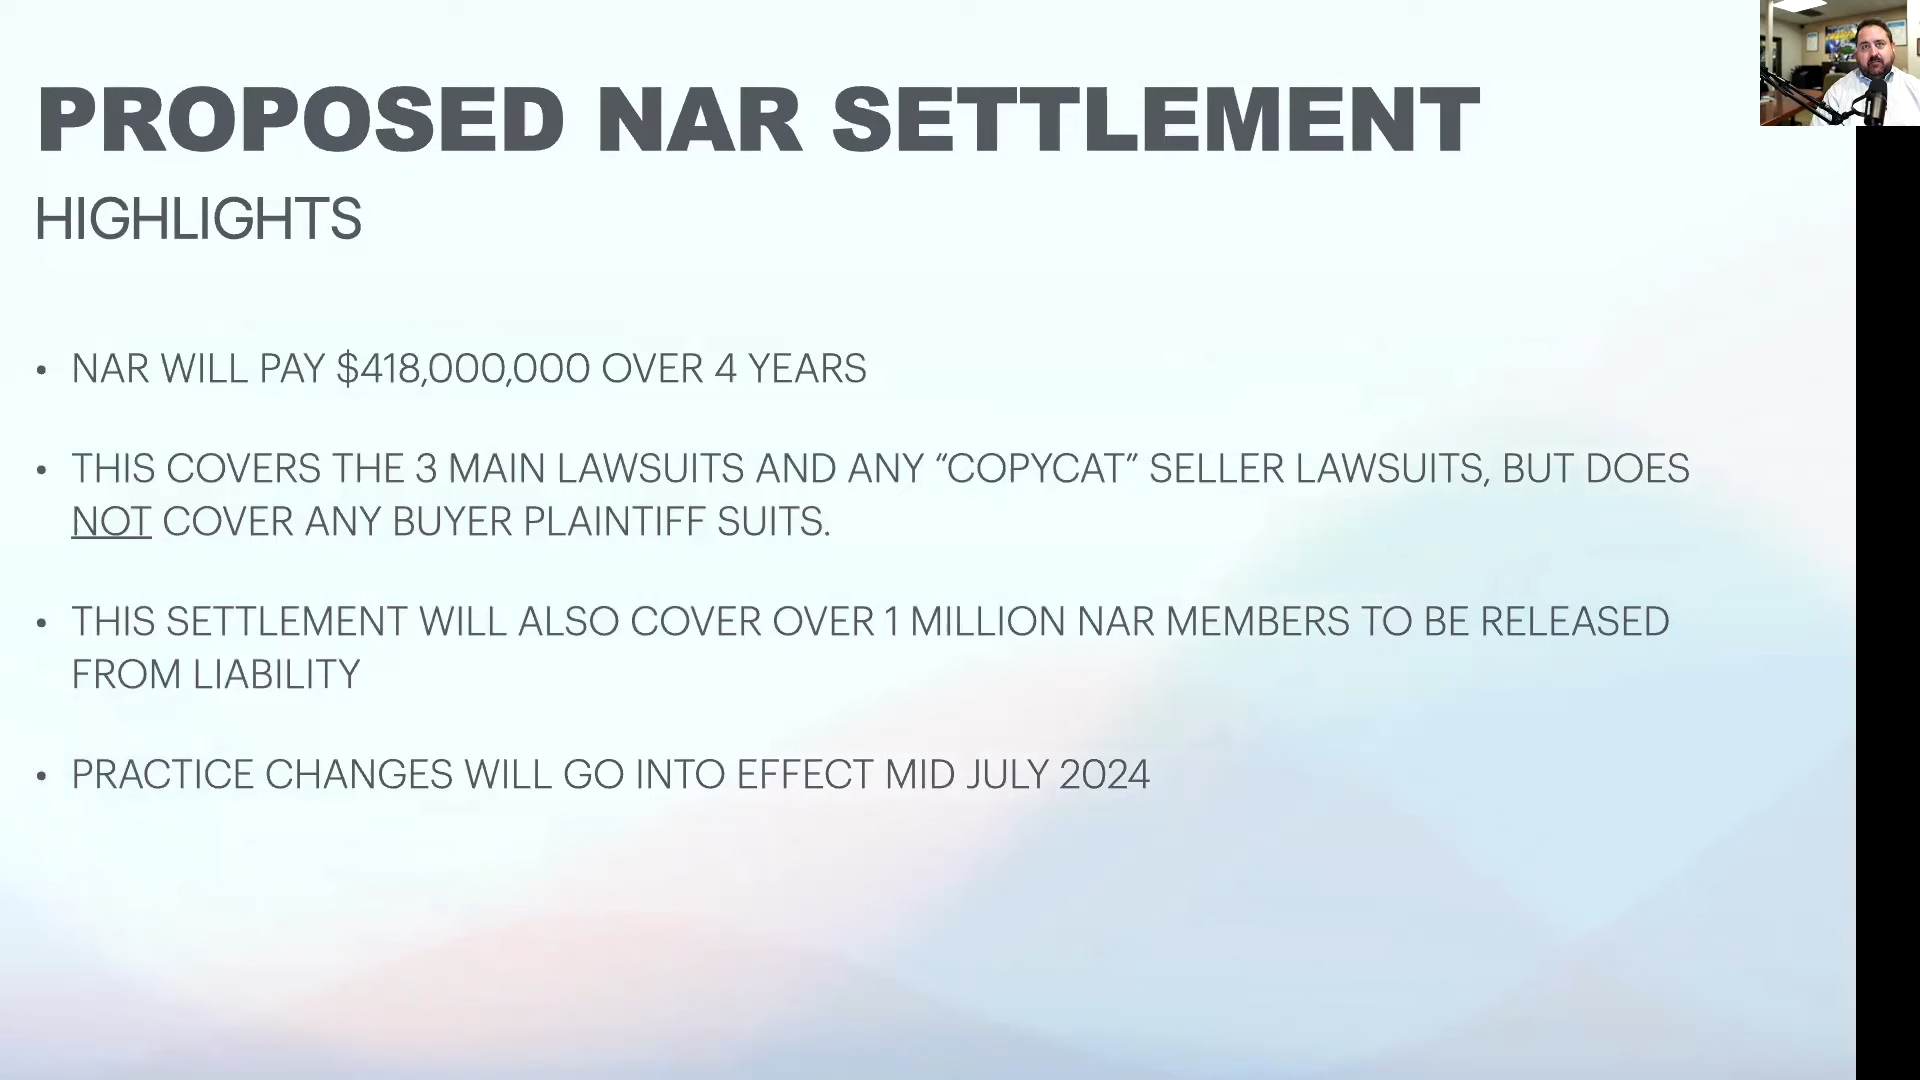 PROPOSED NAR SETTLEMENT
HIGHLIGHTS
• NAR WILL PAY $418,000,000 OVER 4 YEARS
• THIS COVERS THE 3 MAIN LAWSUITS AND ANY “COPYCAT” SELLER LAWSUITS, BUT DOES
NOT COVER ANY BUYER PLAINTIFF SUITS.
• THIS SETTLEMENT WILL ALSO COVER OVER 1 MILLION NAR MEMBERS TO BE RELEASED
FROM LIABILITY
• PRACTICE CHANGES WILL GO INTO EFFECT MID JULY 2024